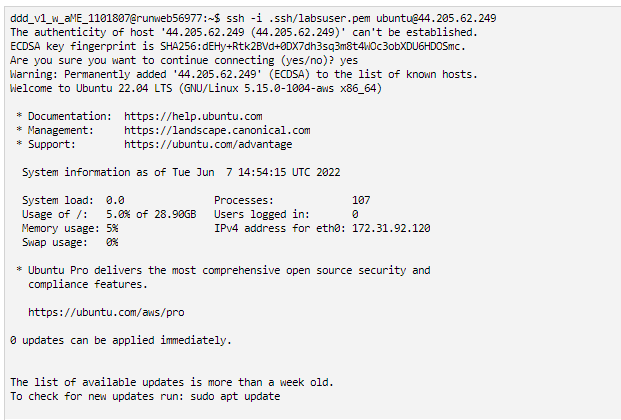 ddd_v1_w_aME_1101807@runweb56977:~$ ssh -i .ssh/labsuser.pem ubuntu@44.205.62.249
The authenticity of host '44.205.62.249 (44.205.62.249)' can't be established.
ECDSA key fingerprint is SHA256:dEHy+Rtk2BVd+0DX7dh3sq3m8t4WOc3obXDU6HDOSmc.
Are you sure you want to continue connecting (yes/no)? yes
Warning: Permanently added '44.205.62.249' (ECDSA) to the list of known hosts.
Welcome to Ubuntu 22.04 LTS (GNU/Linux 5.15.0-1004-aws x86_64)
* Documentation: https://help.ubuntu.com
* Management: https://landscape.canonical.com
* Support: https://ubuntu.com/advantage
System information as of Tue Jun 7 14:54:15 UTC 2022
System load: 0.0 Processes: 107
Usage of /: 5.0% of 28.90GB Users logged in: 0
Memory usage: 5% IPv4 address for eth0: 172.31.92.120
Swap usage: 0%
* Ubuntu Pro delivers the most comprehensive open source security and
compliance features.
https://ubuntu.com/aws/pro
0 updates can be applied immediately.
The list of available updates is more than a week old.
To check for new updates run: sudo apt update